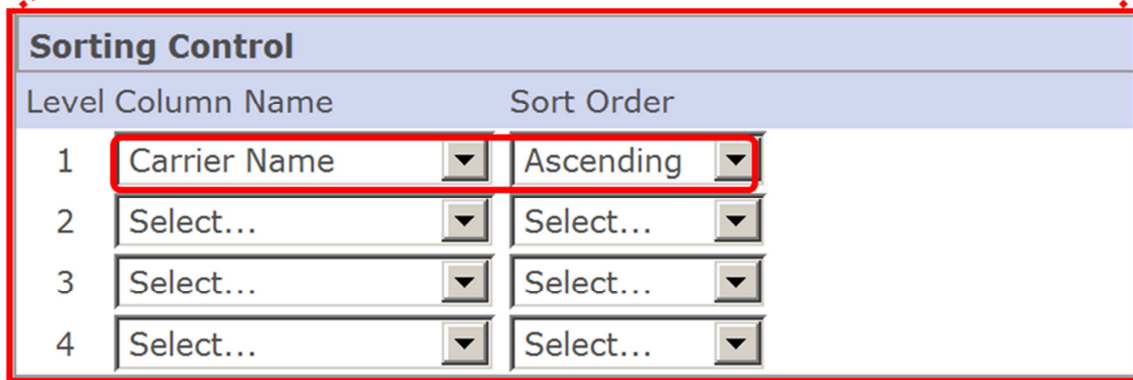 Sorting Control
Level Column Name Sort Order
1 Carrier Name Ascending
2 Select... Select...
3 Select... Select...
4 Select... Select...